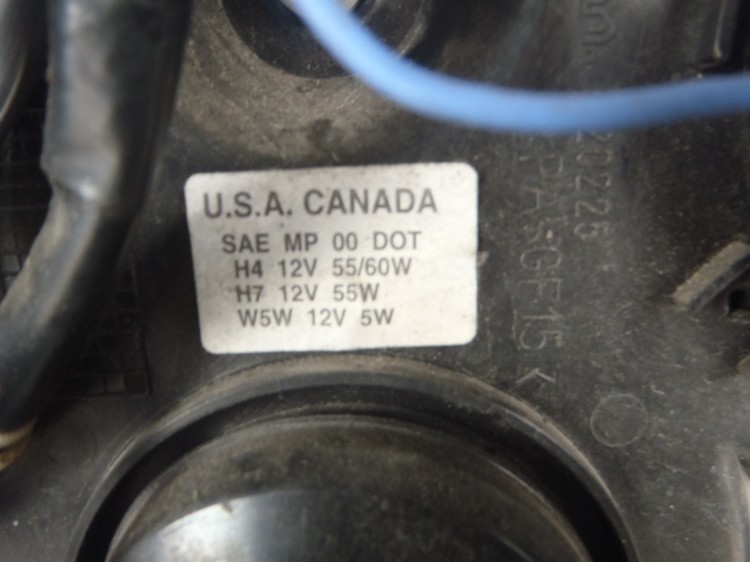 U.S.A. CANADA
SAE MP 00 DOT
H4 12V 55/60W
H7 12V 55W
W5W 12V 5W